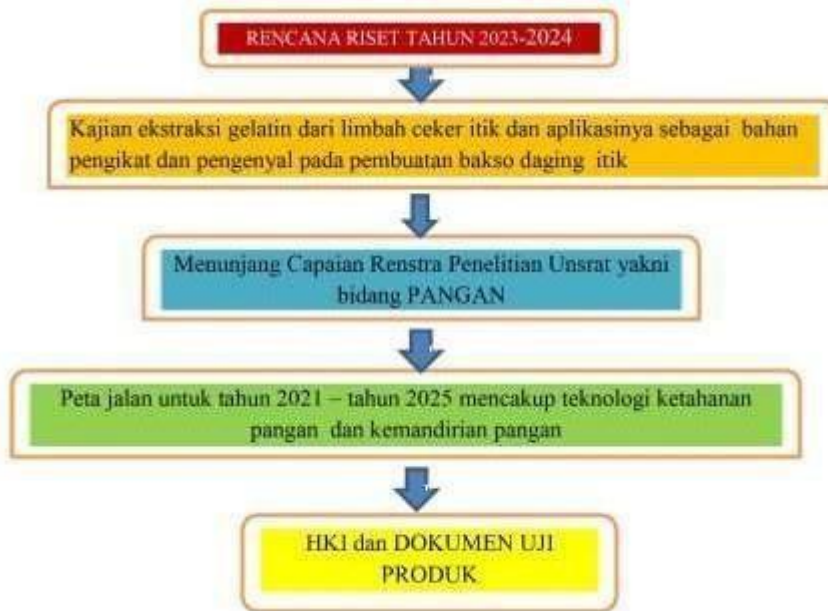 RENCANA RISET TAHUN 2023-2024
Kajian ekstraksi gelatin dari limbah ceker itik dan aplikasinya sebagai bahan
pengikat dan pengenyal pada pembuatan bakso daging itik
Menunjang Capaian Renstra Penelitian Unsrat yakni
bidang PANGAN
Peta jalan untuk tahun 2021 – tahun 2025 mencakup teknologi ketahanan
pangan dan kemandirian pangan
HKI dan DOKUMEN UJI
PRODUK